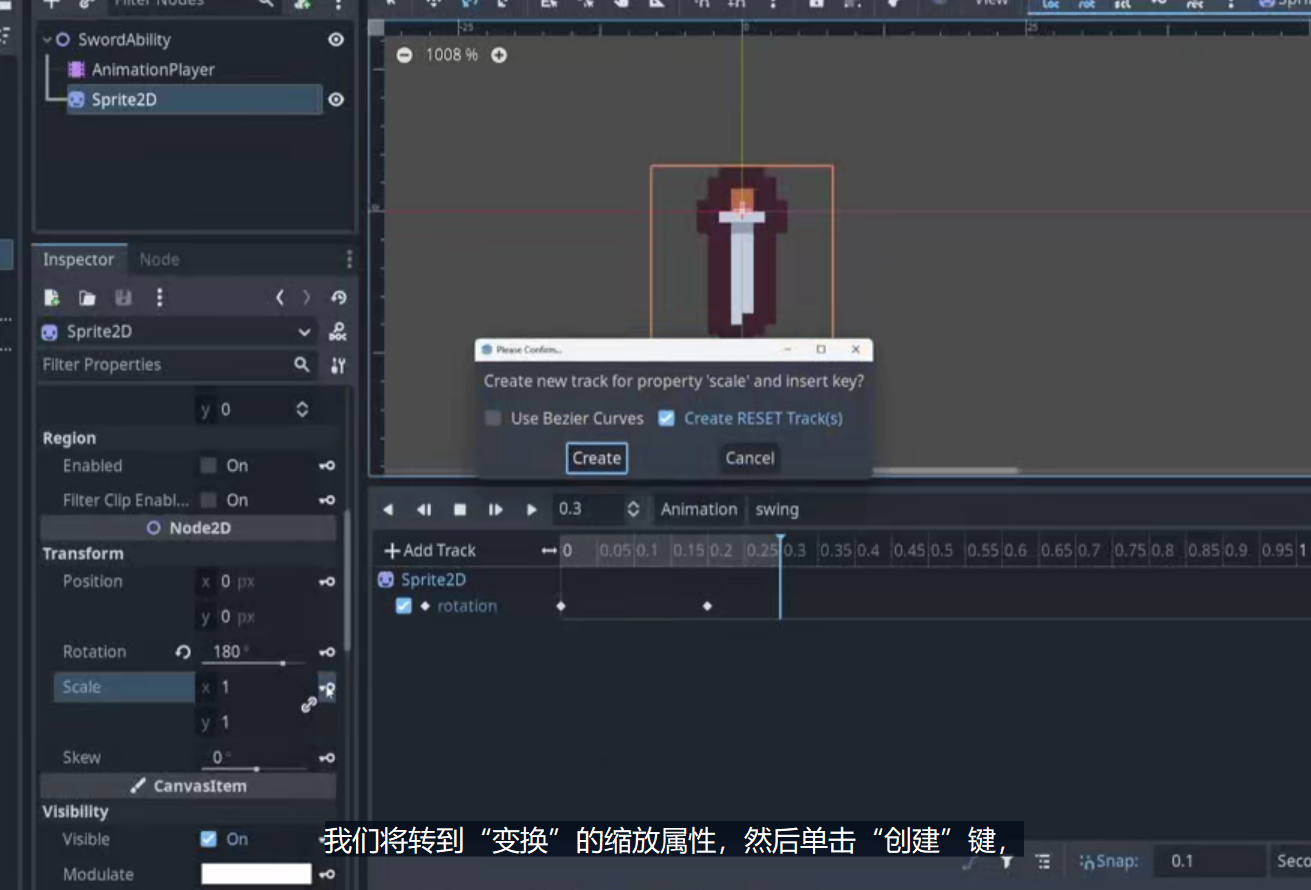 Filter Nodes
View
SwordAbility
AnimationPlayer
Sprite2D
-25
0
25
1008 %
Inspector
Node
Sprite2D
Filter Properties
y 0
Region
Enabled
On
Filter Clip Enabl...
On
Node2D
Transform
Position
x 0 px
y 0 px
Rotation
180 °
Scale
x 1
y 1
Skew
0 °
CanvasItem
Visibility
Visible
On
Modulate
Please Confirm...
Create new track for property 'scale' and insert key?
Use Bezier Curves
Create RESET Track(s)
Create
Cancel
0.3
Animation
swing
Add Track
0 0.05 0.1 0.15 0.2 0.25 0.3 0.35 0.4 0.45 0.5 0.55 0.6 0.65 0.7 0.75 0.8 0.85 0.9 0.95 1
Sprite2D
rotation
我们将转到“变换”的缩放属性，然后单击“创建”键，
Snap:
0.1
Seco